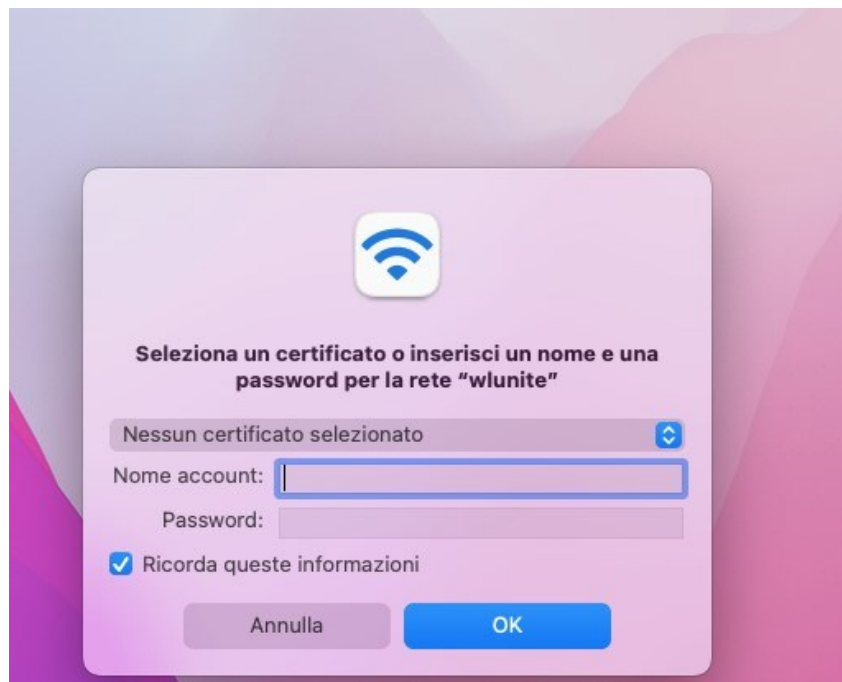 Seleziona un certificato o inserisci un nome e una
password per la rete “wlunite”
Nessun certificato selezionato
Nome account:
Password:
Ricorda queste informazioni
Annulla
OK